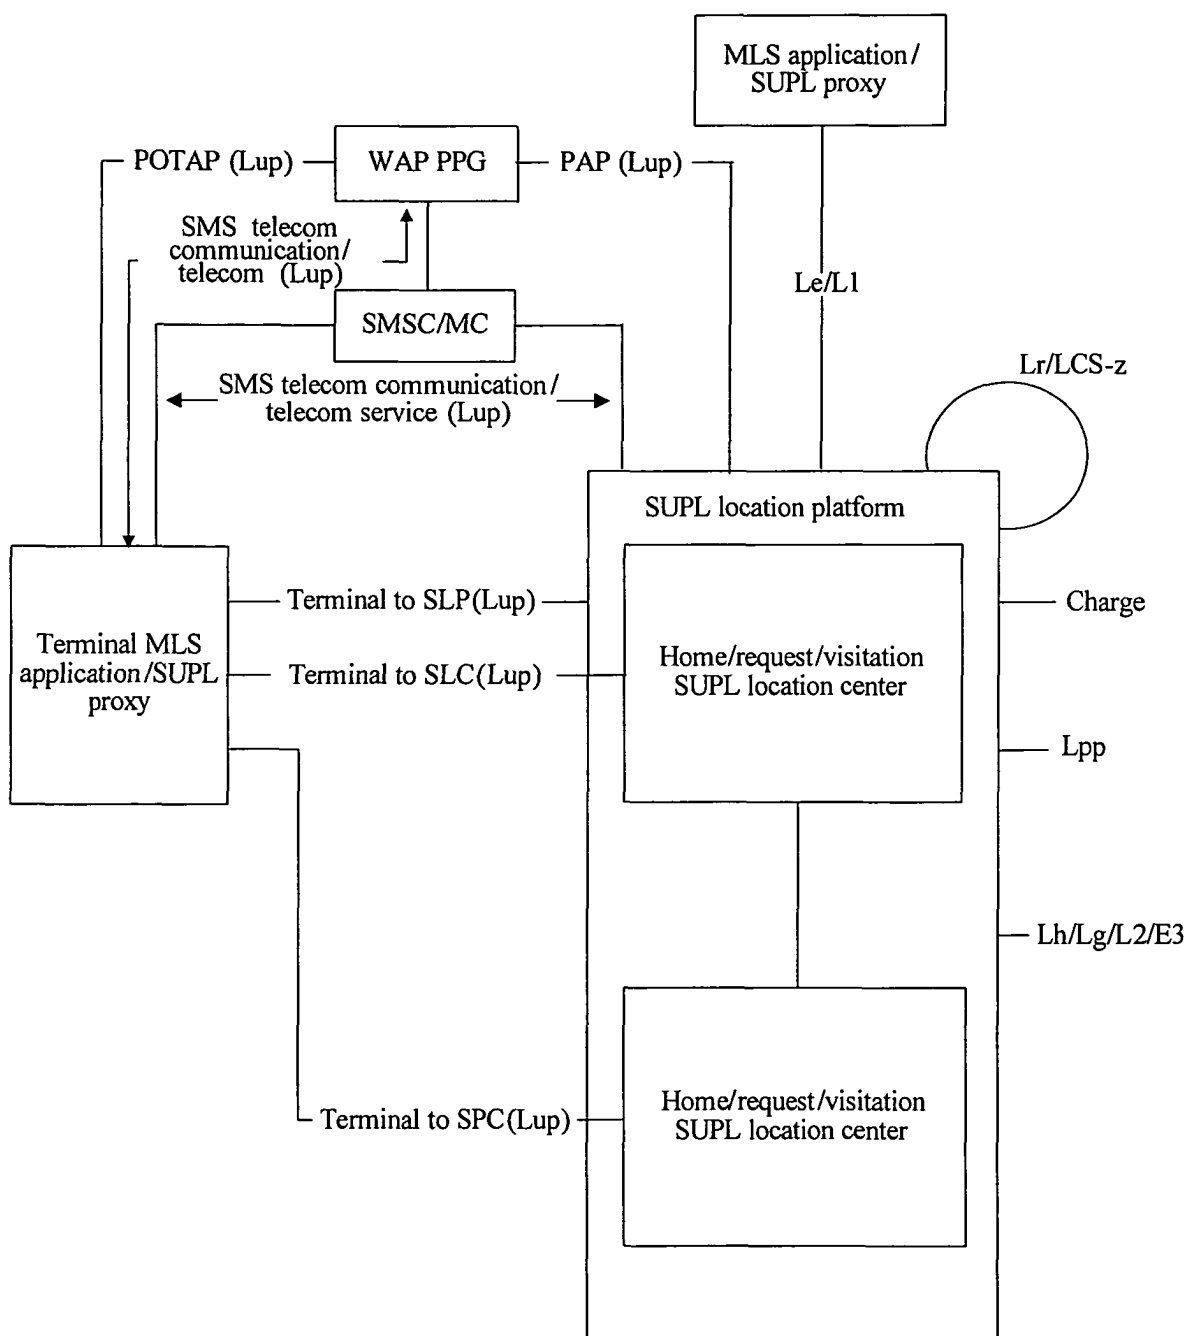 MLS application/
SUPL proxy
POTAP (Lup)
WAP PPG
PAP (Lup)
SMS telecom
communication/
telecom (Lup)
Le/L1
SMSC/MC
Lr/LCS-z
SMS telecom communication/
telecom service (Lup)
SUPL location platform
Terminal to SLP(Lup)
Charge
Terminal MLS
application/SUPL
proxy
Home/request/visitation
SUPL location center
Terminal to SLC(Lup)
Lpp
Lh/Lg/L2/E3
Home/request/visitation
SUPL location center
Terminal to SPC(Lup)